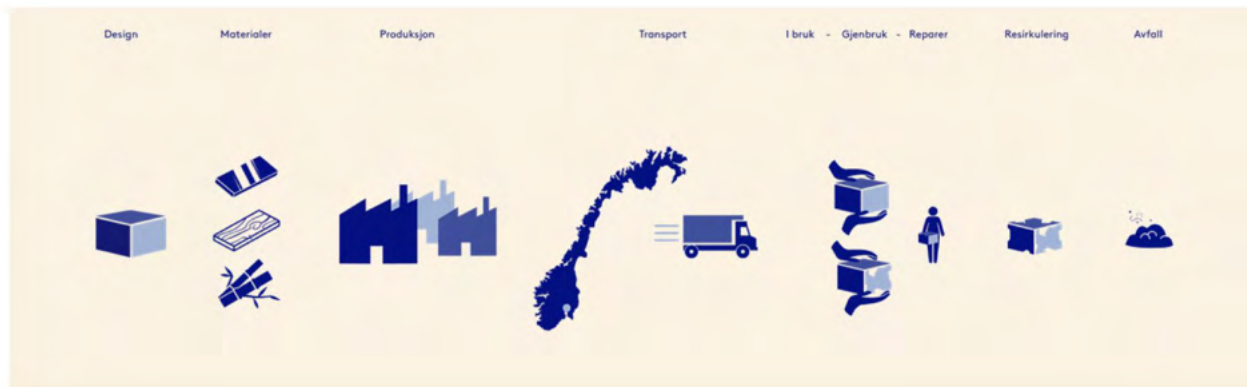 Design Materialer Produksjon Transport I bruk - Gjenbruk - Reparer Resirkulering Avfall